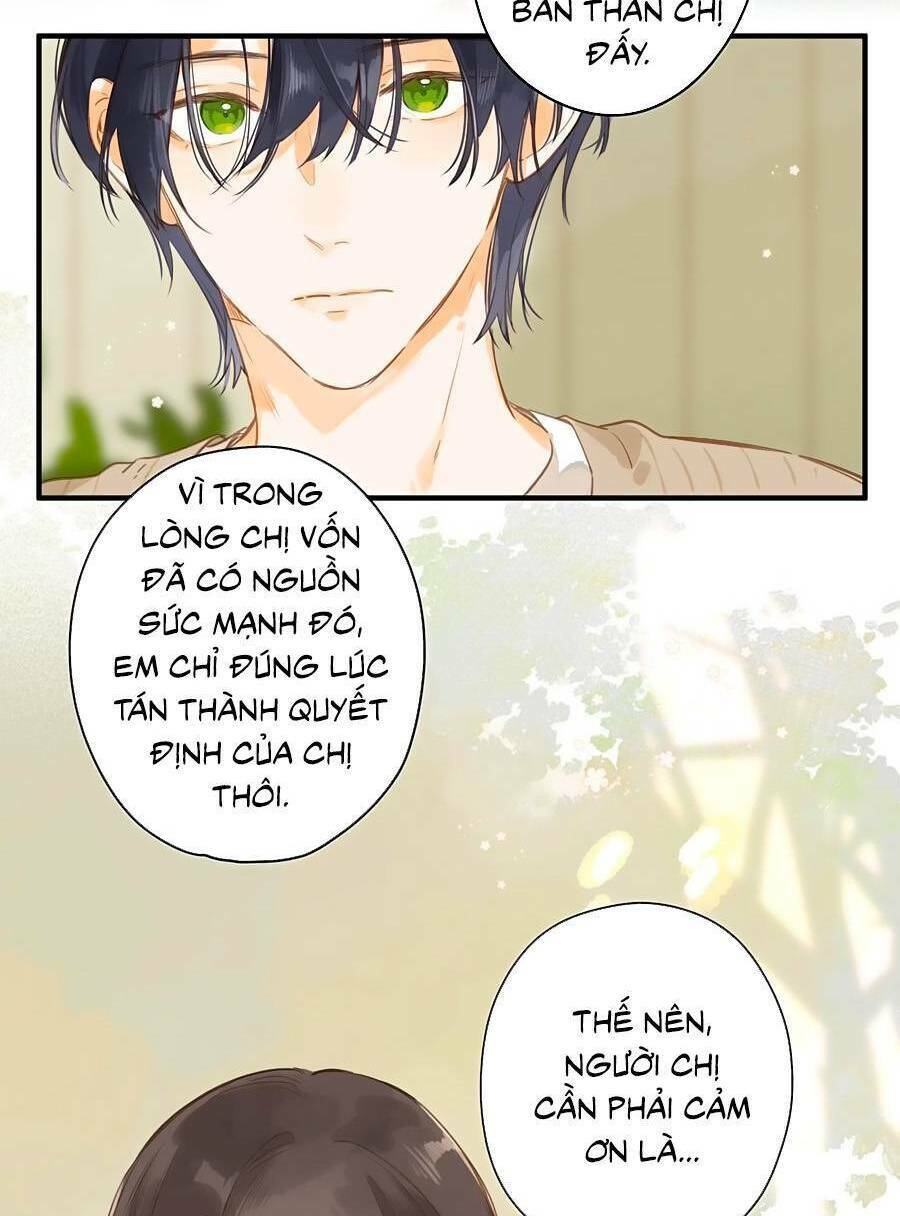 BẢN THÂN CHỊ
ĐẤY.
VÌ TRONG
LÒNG CHỊ VỐN
ĐÃ CÓ NGUỒN
SỨC MẠNH ĐÓ,
EM CHỈ ĐÚNG LÚC
TÁN THÀNH QUYẾT
ĐỊNH CỦA CHỊ
THÔI.
THẾ NÊN,
NGƯỜI CHỊ
CẦN PHẢI CẢM
ƠN LÀ...